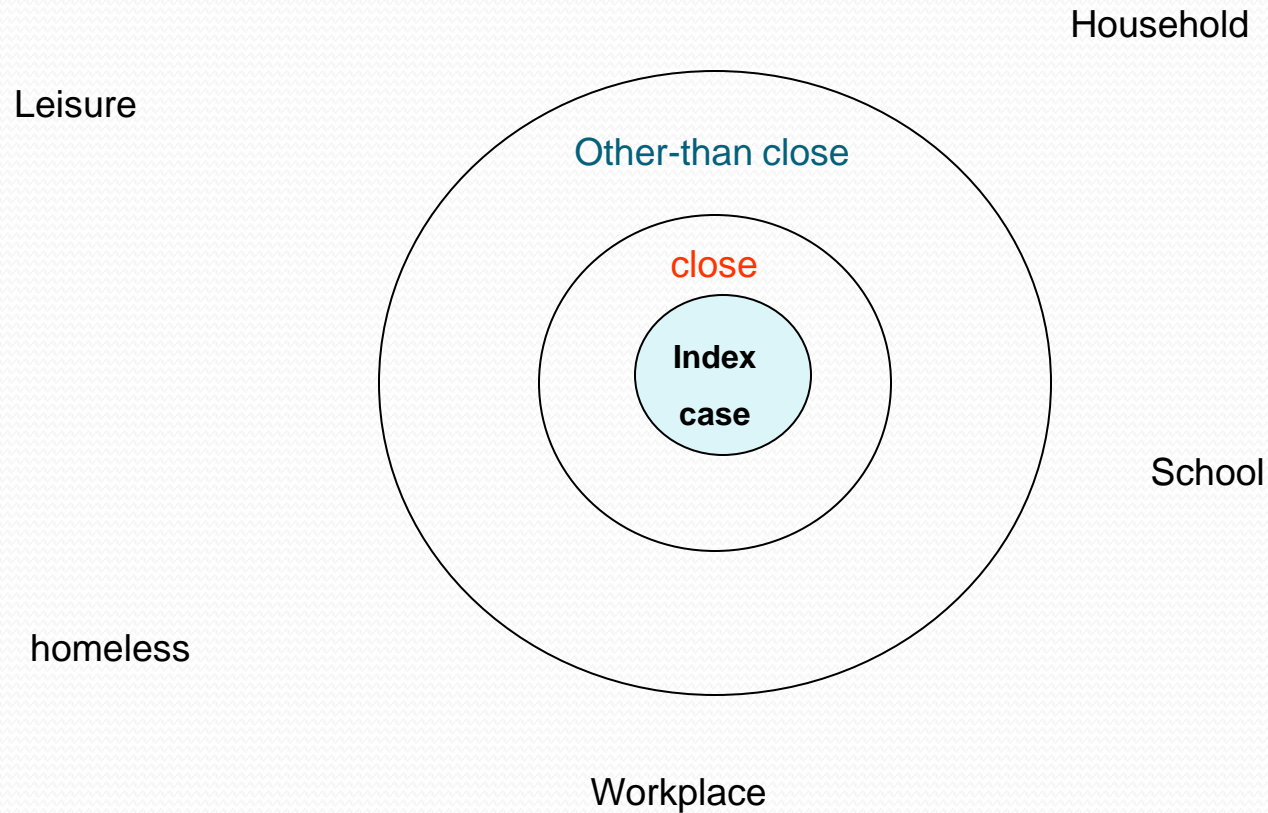 Household
Leisure
Other-than close
close
Index
case
School
homeless
Workplace